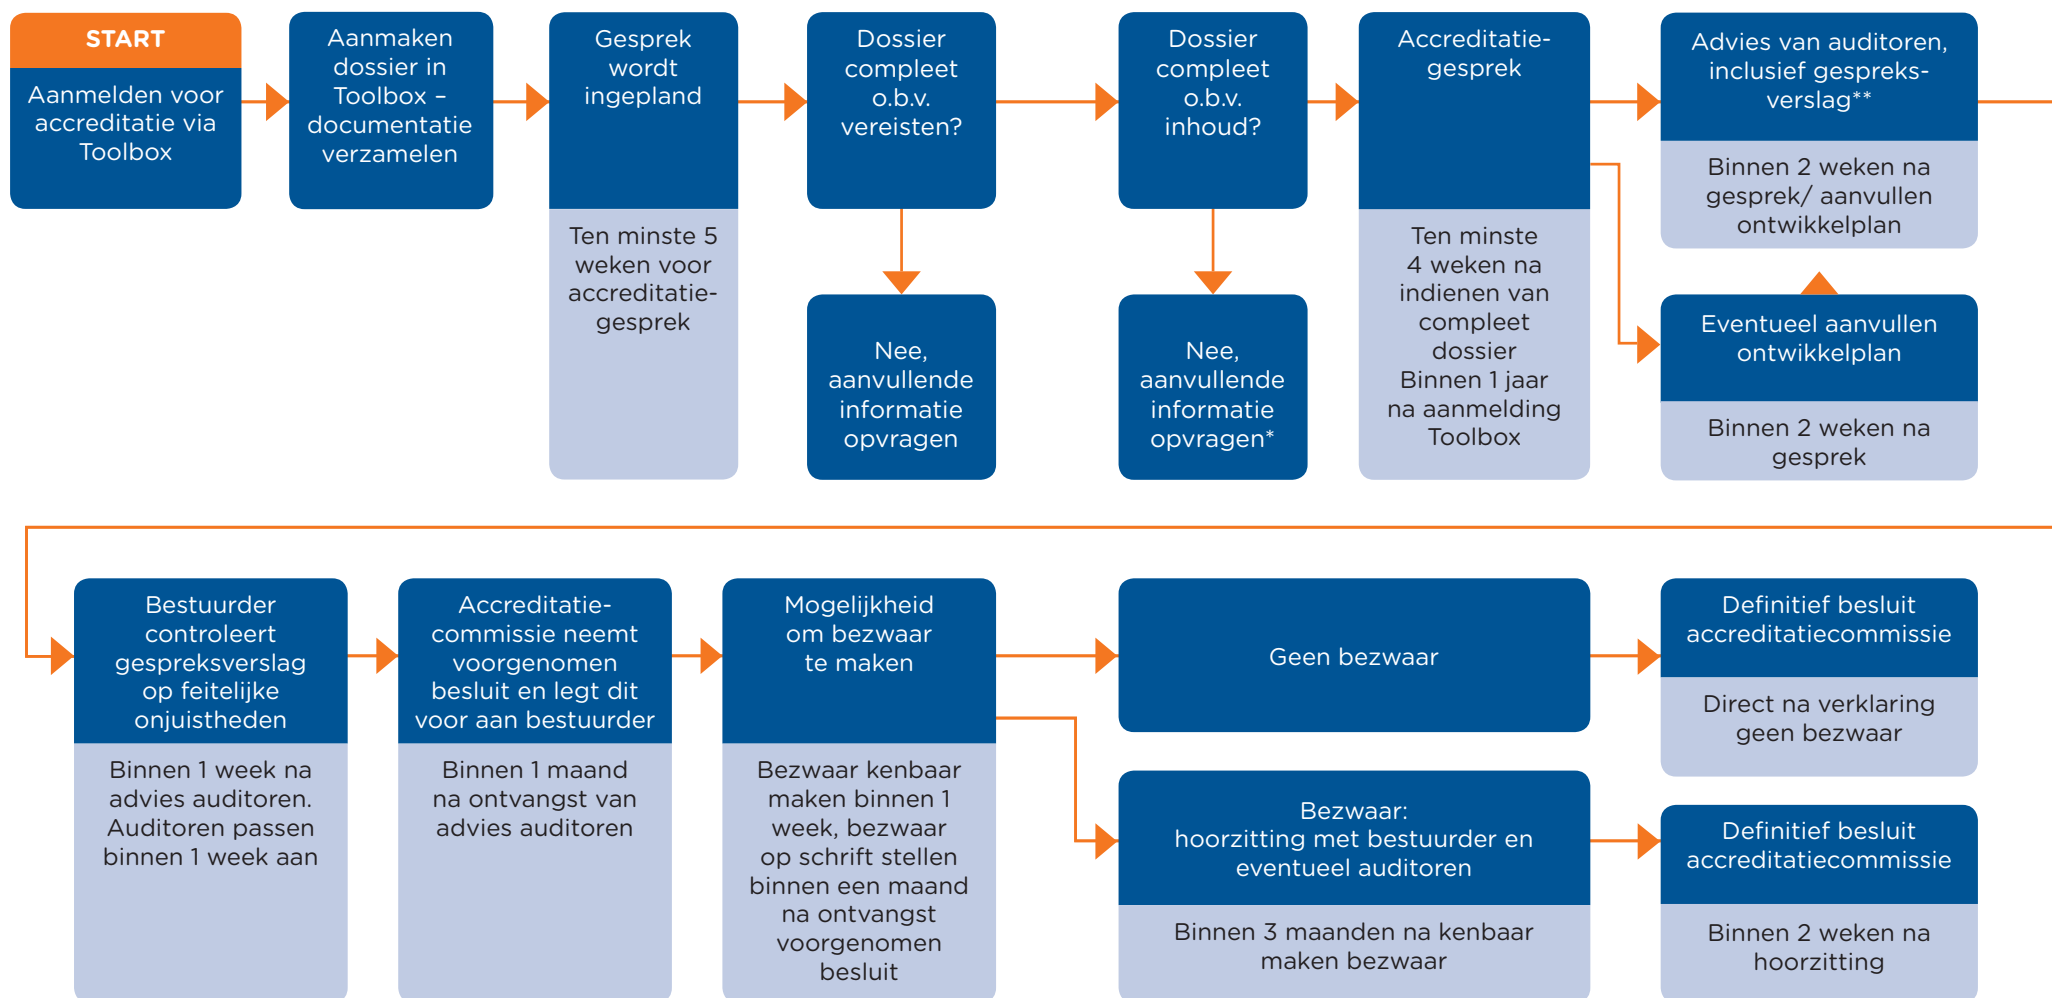 START
Aanmelden voor
accreditatie via
Toolbox
Aanmaken
dossier in
Toolbox –
documentatie
verzamelen
Gesprek
wordt
ingepland
Ten minste 5
weken voor
accreditatie-
gesprek
Dossier
compleet
o.b.v.
vereisten?
Nee,
aanvullende
informatie
opvragen
Dossier
compleet
o.b.v.
inhoud?
Nee,
aanvullende
informatie
opvragen*
Accreditatie-
gesprek
Ten minste
4 weken na
indienen van
compleet
dossier
Binnen 1 jaar
na aanmelding
Toolbox
Advies van auditoren,
inclusief gespreks-
verslag**
Binnen 2 weken na
gesprek/ aanvullen
ontwikkelplan
Eventueel aanvullen
ontwikkelplan
Binnen 2 weken na
gesprek
Bestuurder
controleert
gespreksverslag
op feitelijke
onjuistheden
Binnen 1 week na
advies auditoren.
Auditoren passen
binnen 1 week aan
Accreditatie-
commissie neemt
voorgenomen
besluit en legt dit
voor aan bestuurder
Binnen 1 maand
na ontvangst van
advies auditoren
Mogelijkheid
om bezwaar
te maken
Bezwaar kenbaar
maken binnen 1
week, bezwaar
op schrift stellen
binnen een maand
na ontvangst
voorgenomen
besluit
Geen bezwaar
Definitief besluit
accreditatiecommissie
Direct na verklaring
geen bezwaar
Bezwaar:
hoorzitting met bestuurder en
eventueel auditoren
Binnen 3 maanden na kenbaar
maken bezwaar
Definitief besluit
accreditatiecommissie
Binnen 2 weken na
hoorzitting